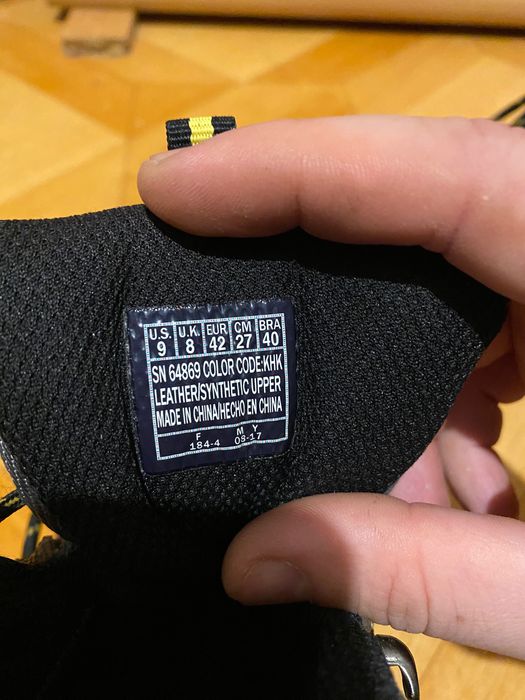 U.S. U.K. EUR CM BRA
9 8 42 27 40
SN 64869 COLOR CODE:KHK
LEATHER/SYNTHETIC UPPER
MADE IN CHINA/HECHO EN CHINA
F M Y
184-4 08-17